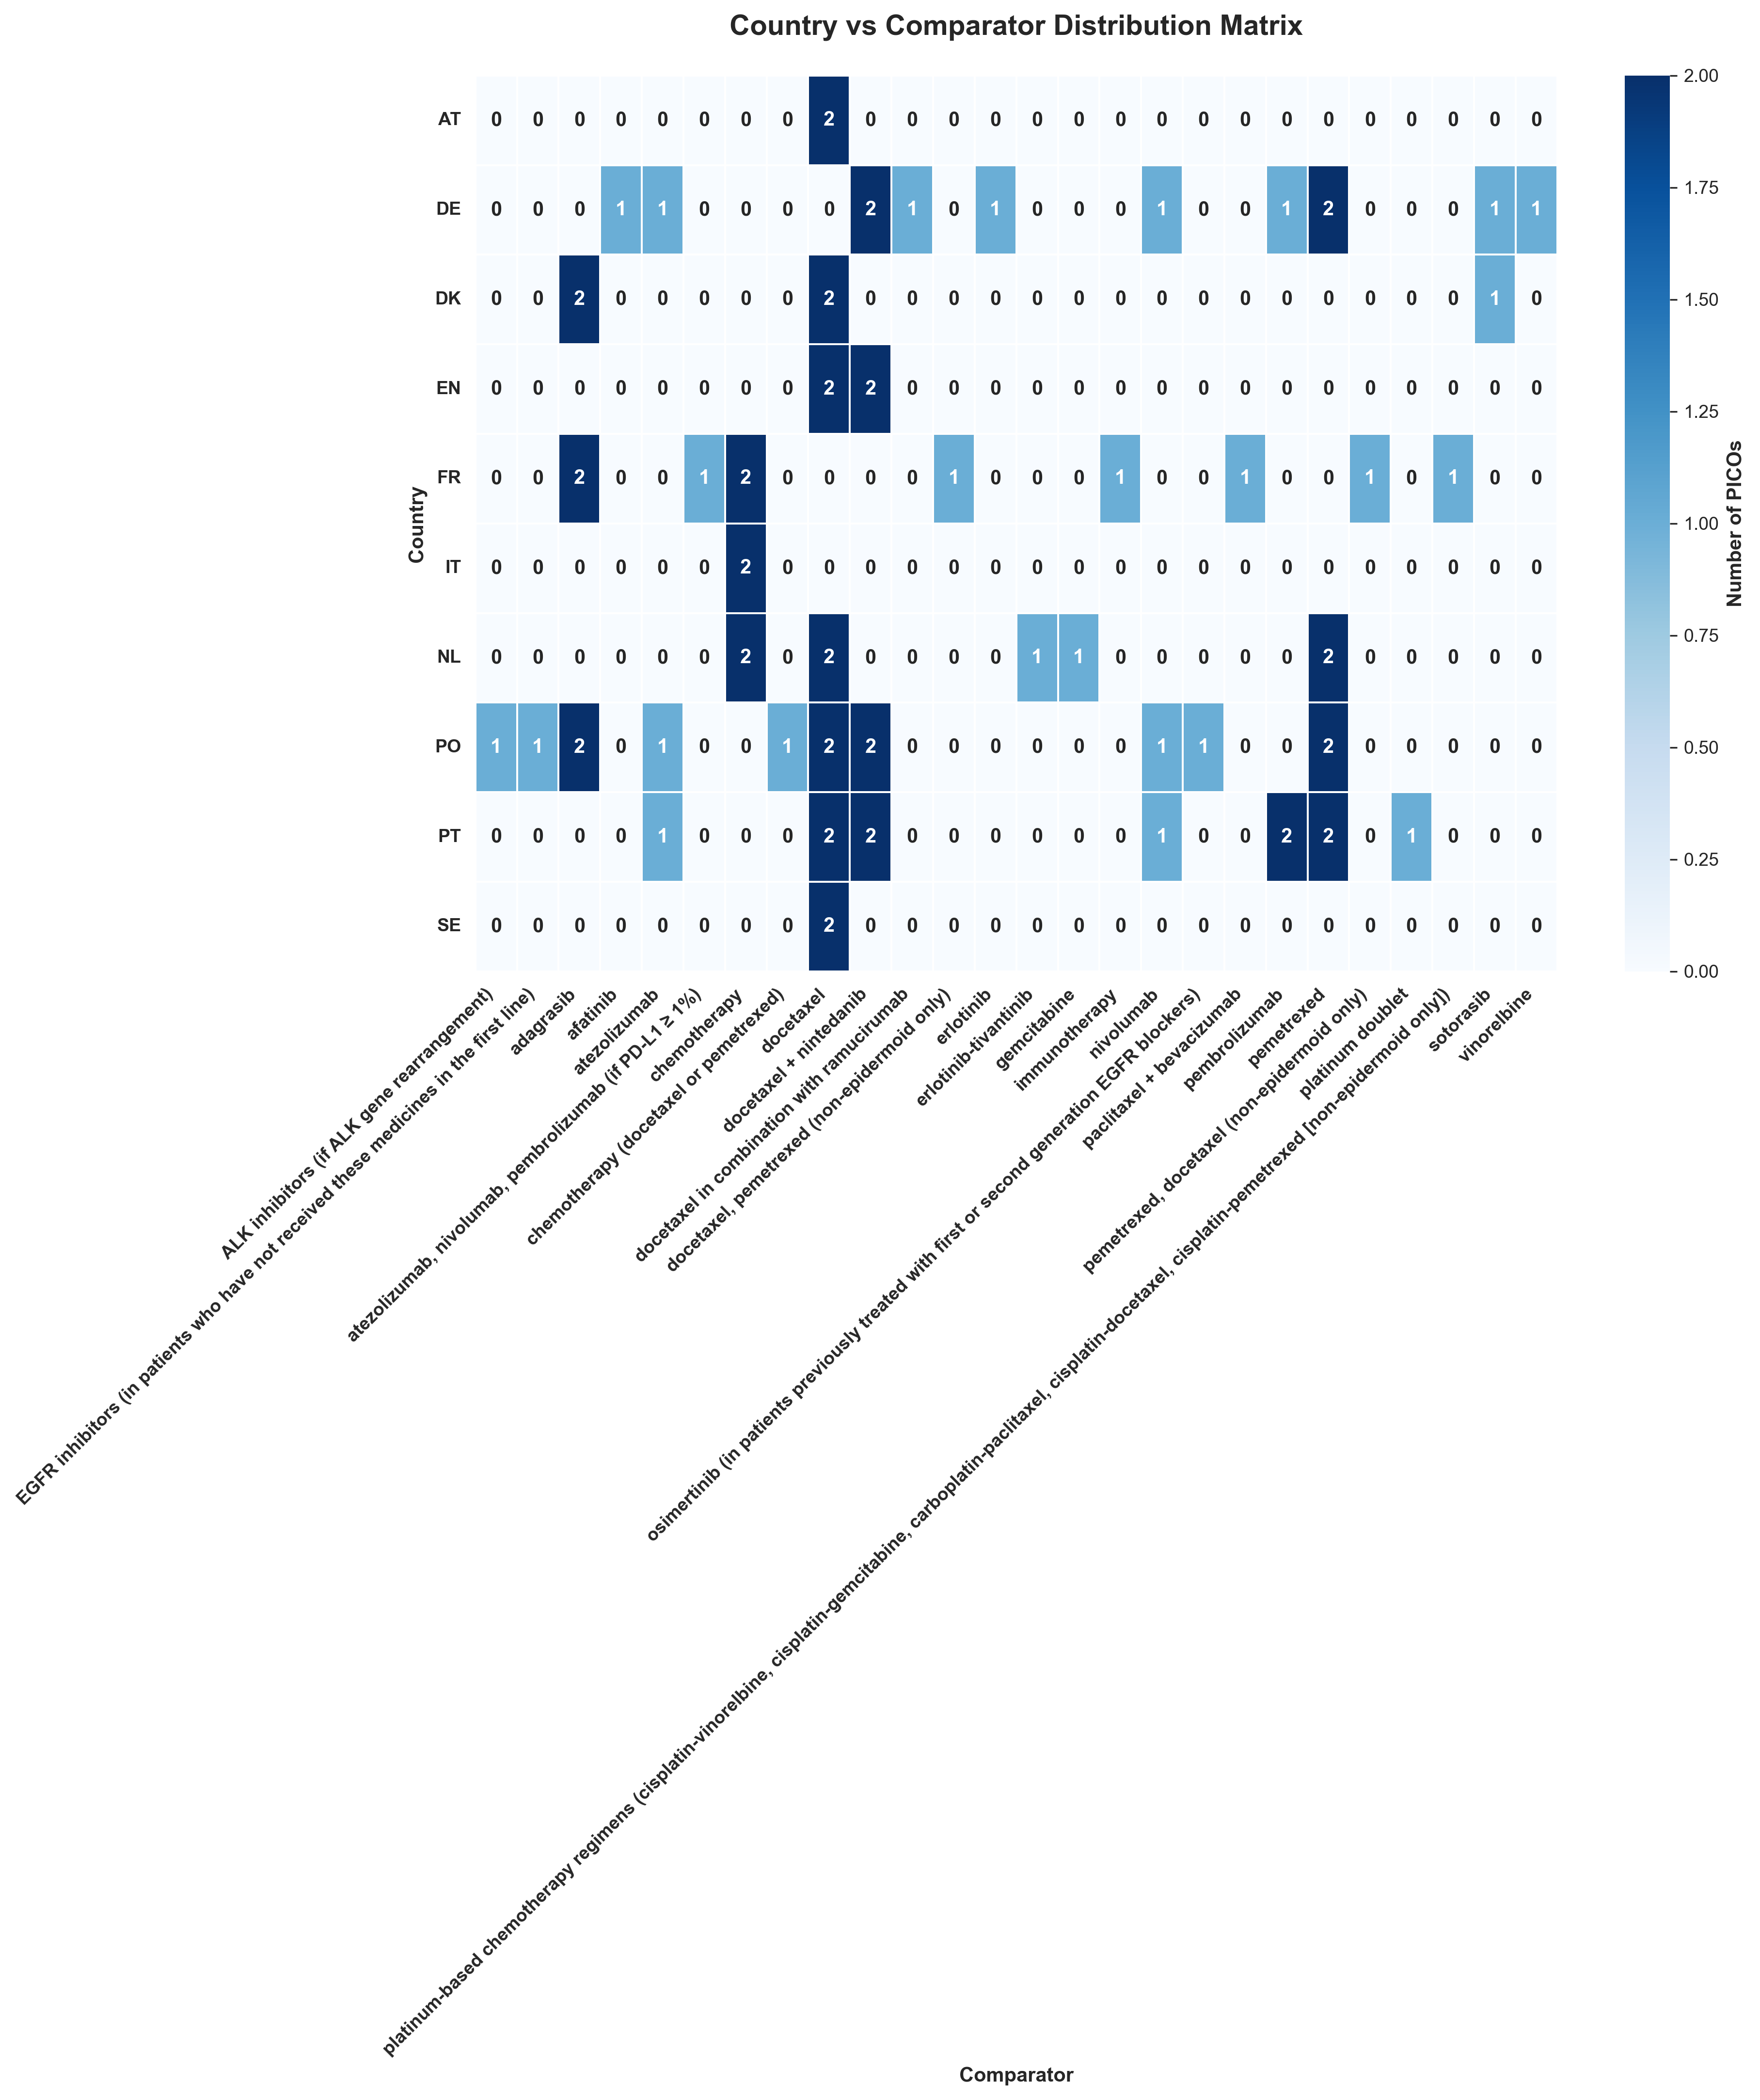 Country vs Comparator Distribution Matrix
Country
AT 0 0 0 0 0 0 0 0 2 0 0 0 0 0 0 0 0 0 0 0 0 0 0 0 0 0
DE 0 0 0 1 1 0 0 0 0 2 1 0 1 0 0 0 1 0 0 1 2 0 0 0 1 1
DK 0 0 2 0 0 0 0 0 2 0 0 0 0 0 0 0 0 0 0 0 0 0 0 0 1 0
EN 0 0 0 0 0 0 0 0 2 2 0 0 0 0 0 0 0 0 0 0 0 0 0 0 0 0
FR 0 0 2 0 0 1 2 0 0 0 0 1 0 0 0 1 0 0 1 0 0 1 0 1 0 0
IT 0 0 0 0 0 0 2 0 0 0 0 0 0 0 0 0 0 0 0 0 0 0 0 0 0 0
NL 0 0 0 0 0 0 2 0 2 0 0 0 0 1 1 0 0 0 0 0 2 0 0 0 0 0
PO 1 1 2 0 1 0 0 1 2 2 0 0 0 0 0 0 1 1 0 0 2 0 0 0 0 0
PT 0 0 0 0 1 0 0 0 2 2 0 0 0 0 0 0 1 0 0 2 2 0 1 0 0 0
SE 0 0 0 0 0 0 0 0 2 0 0 0 0 0 0 0 0 0 0 0 0 0 0 0 0 0
ALK inhibitors (if ALK gene rearrangement)
EGFR inhibitors (in patients who have not received these medicines in the first line)
adagrasib
afatinib
atezolizumab
atezolizumab, nivolumab, pembrolizumab (if PD-L1 ≥ 1%)
chemotherapy
chemotherapy (docetaxel or pemetrexed)
docetaxel
docetaxel + nintedanib
docetaxel in combination with ramucirumab
docetaxel, pemetrexed (non-epidermoid only)
erlotinib
erlotinib-tivantinib
gemcitabine
immunotherapy
nivolumab
osimertinib (in patients previously treated with first or second generation EGFR blockers)
paclitaxel + bevacizumab
pembrolizumab
pemetrexed
pemetrexed, docetaxel (non-epidermoid only)
platinum doublet
platinum-based chemotherapy regimens (cisplatin-vinorelbine, cisplatin-gemcitabine, carboplatin-paclitaxel, cisplatin-docetaxel, cisplatin-pemetrexed [non-epidermoid only])
sotorasib
vinorelbine
Comparator
2.00
1.75
1.50
1.25
1.00
0.75
0.50
0.25
0.00
Number of PICOs